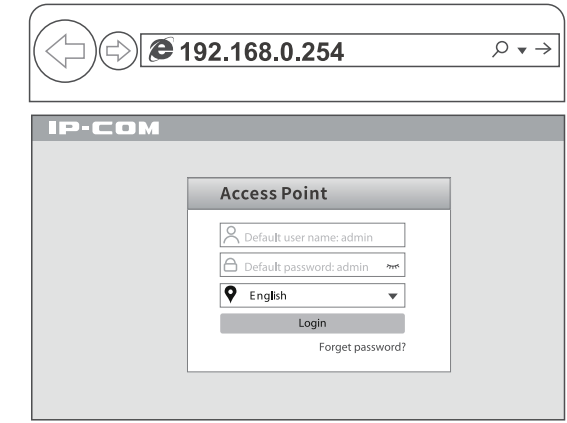 192.168.0.254
IP-COM
Access Point
Default user name: admin
Default password: admin
English
Login
Forget password?